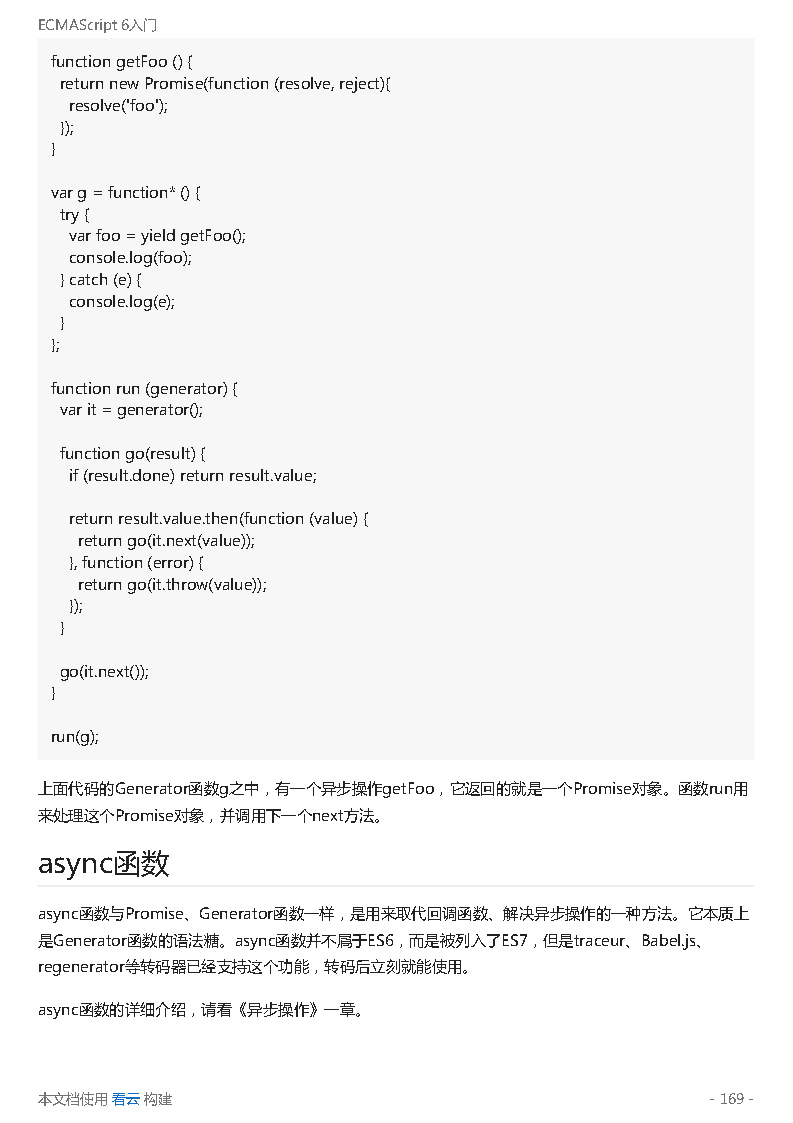 ECMAScript 6入门
function getFoo () {
  return new Promise(function (resolve, reject){
    resolve('foo');
  });
}

var g = function* () {
  try {
    var foo = yield getFoo();
    console.log(foo);
  } catch (e) {
    console.log(e);
  }
};

function run (generator) {
  var it = generator();

  function go(result) {
    if (result.done) return result.value;

    return result.value.then(function (value) {
      return go(it.next(value));
    }, function (error) {
      return go(it.throw(value));
    });
  }

  go(it.next());
}

run(g);
上面代码的Generator函数g之中，有一个异步操作getFoo，它返回的就是一个Promise对象。函数run用
来处理这个Promise对象，并调用下一个next方法。
async函数
async函数与Promise、Generator函数一样，是用来取代回调函数、解决异步操作的一种方法。它本质上
是Generator函数的语法糖。async函数并不属于ES6，而是被列入了ES7，但是traceur、Babel.js、
regenerator等转码器已经支持这个功能，转码后立刻就能使用。
async函数的详细介绍，请看《异步操作》一章。
本文档使用 看云 构建
- 169 -